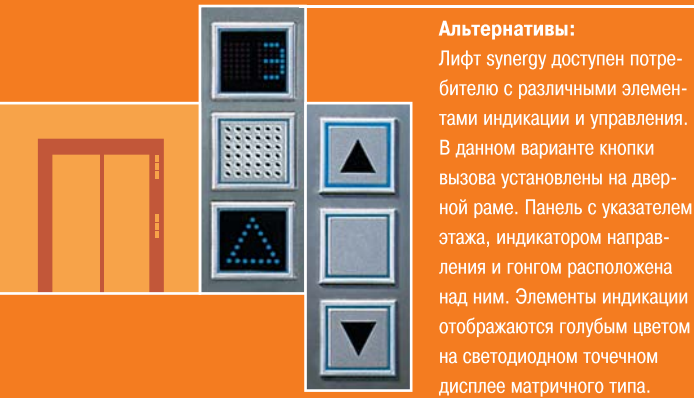 3
Альтернативы:
Лифт synergy доступен потре-
бителю с различными элемен-
тами индикации и управления.
В данном варианте кнопки
вызова установлены на двер-
ной раме. Панель с указателем
этажа, индикатором направ-
ления и гонгом расположена
над ним. Элементы индикации
отображаются голубым цветом
на светодиодном точечном
дисплее матричного типа.